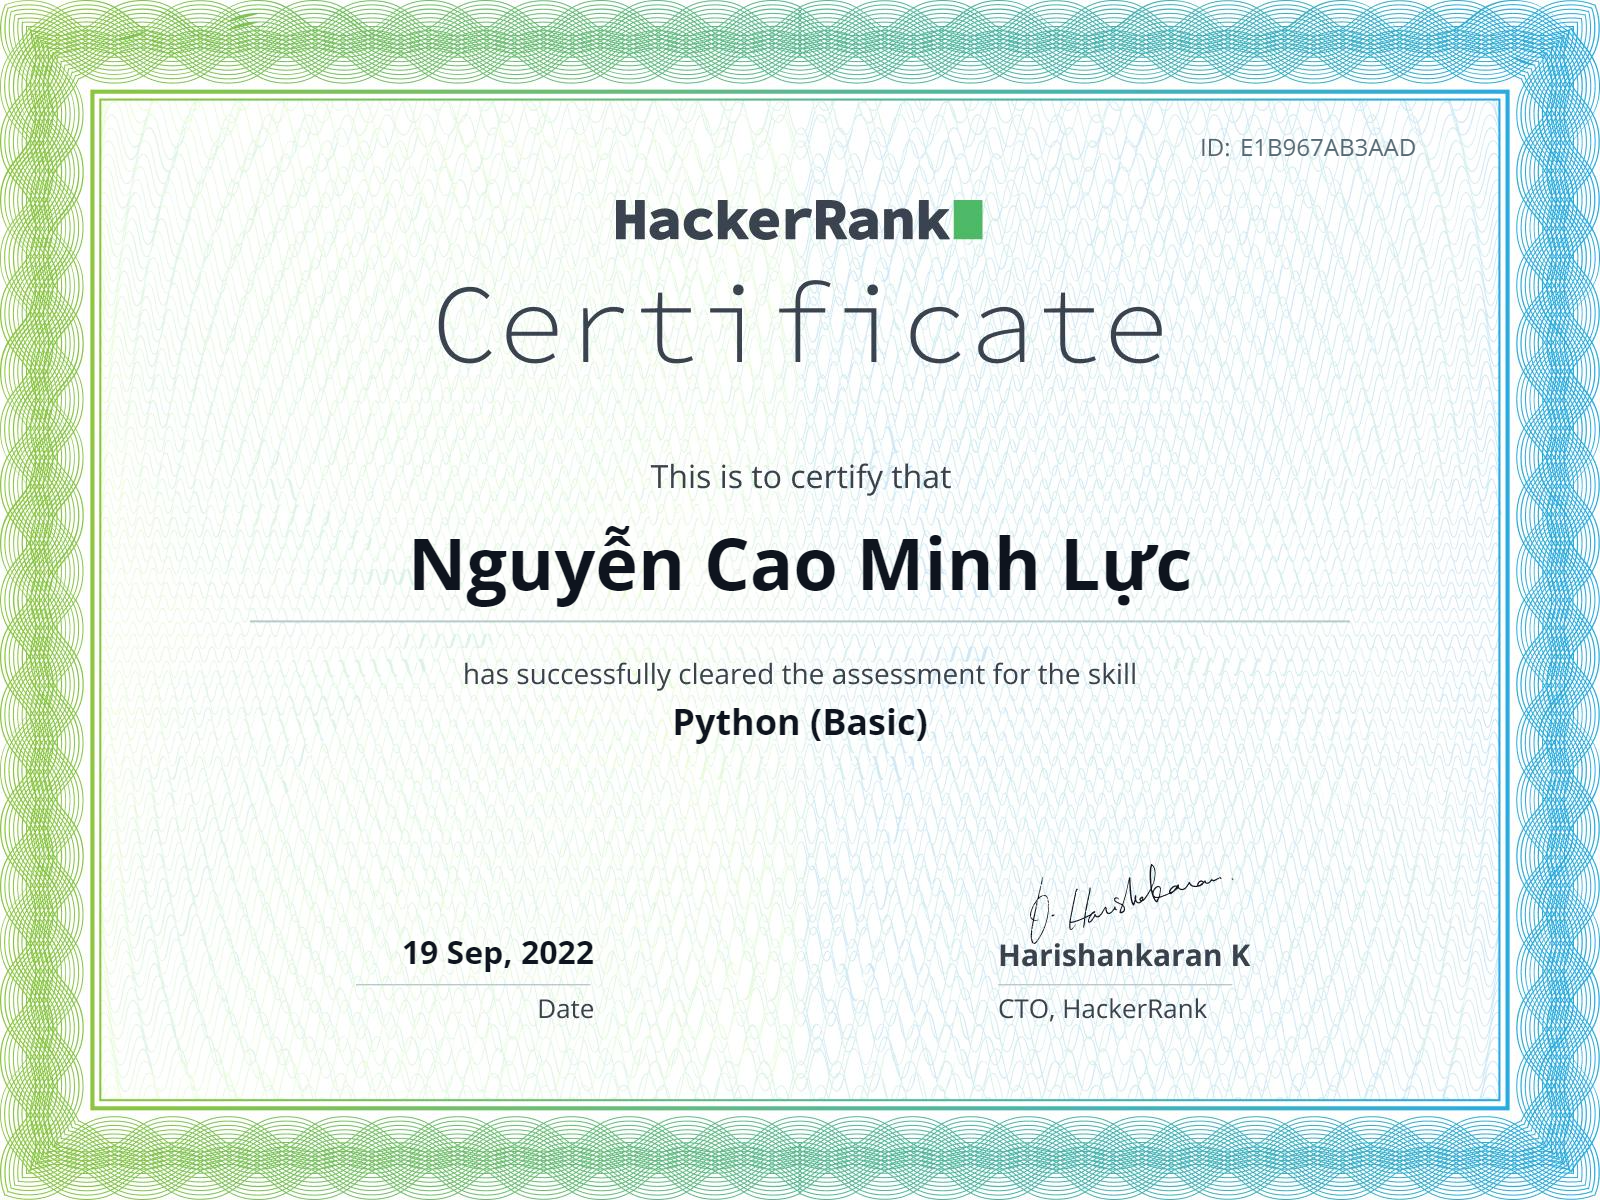 ID: E1B967AB3AAD
HackerRank
Certificate
This is to certify that
Nguyễn Cao Minh Lực
has successfully cleared the assessment for the skill
Python (Basic)
J. Harishankaran
19 Sep, 2022
Harishankaran K
Date
CTO, HackerRank